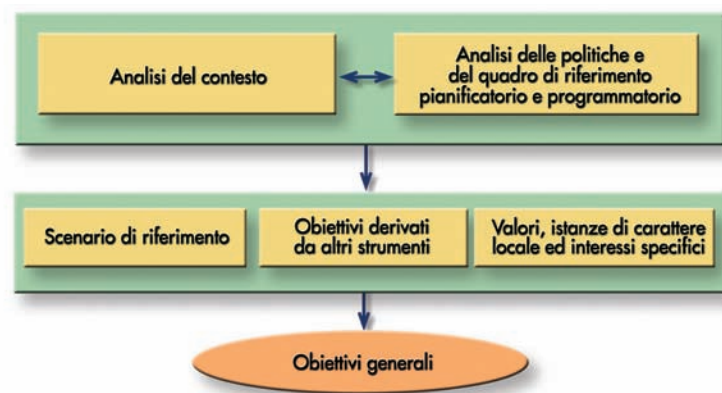 Analisi del contesto
Analisi delle politiche e
del quadro di riferimento
pianificatorio e programmatorio
Scenario di riferimento
Obiettivi derivati
da altri strumenti
Valori, istanze di carattere
locale ed interessi specifici
Obiettivi generali